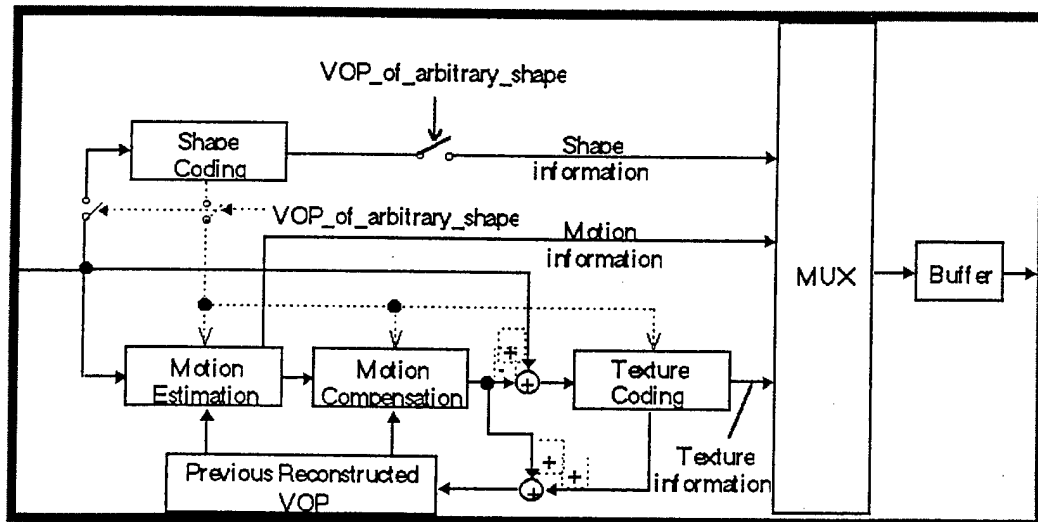 VOP_of_arbitrary_shape
Shape
Coding
Shape
information
VOP_of_arbitrary_shape
Motion
information
MUX
Buffer
Motion
Estimation
Motion
Compensation
+
-
+
Texture
Coding
Previous Reconstructed
VOP
+
+
+
Texture
information